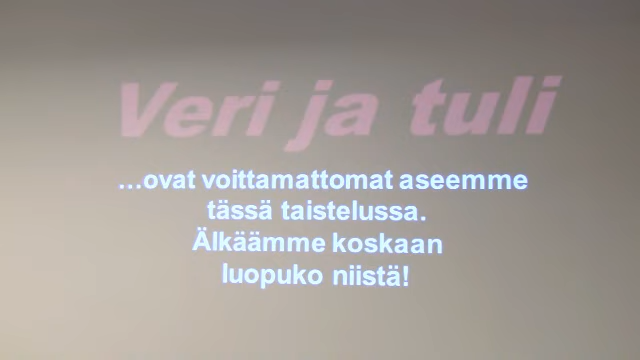 Veri ja tuli
...ovat voittamattomat aseemme
tässä taistelussa.
Älkäämme koskaan
luopuko niistä!